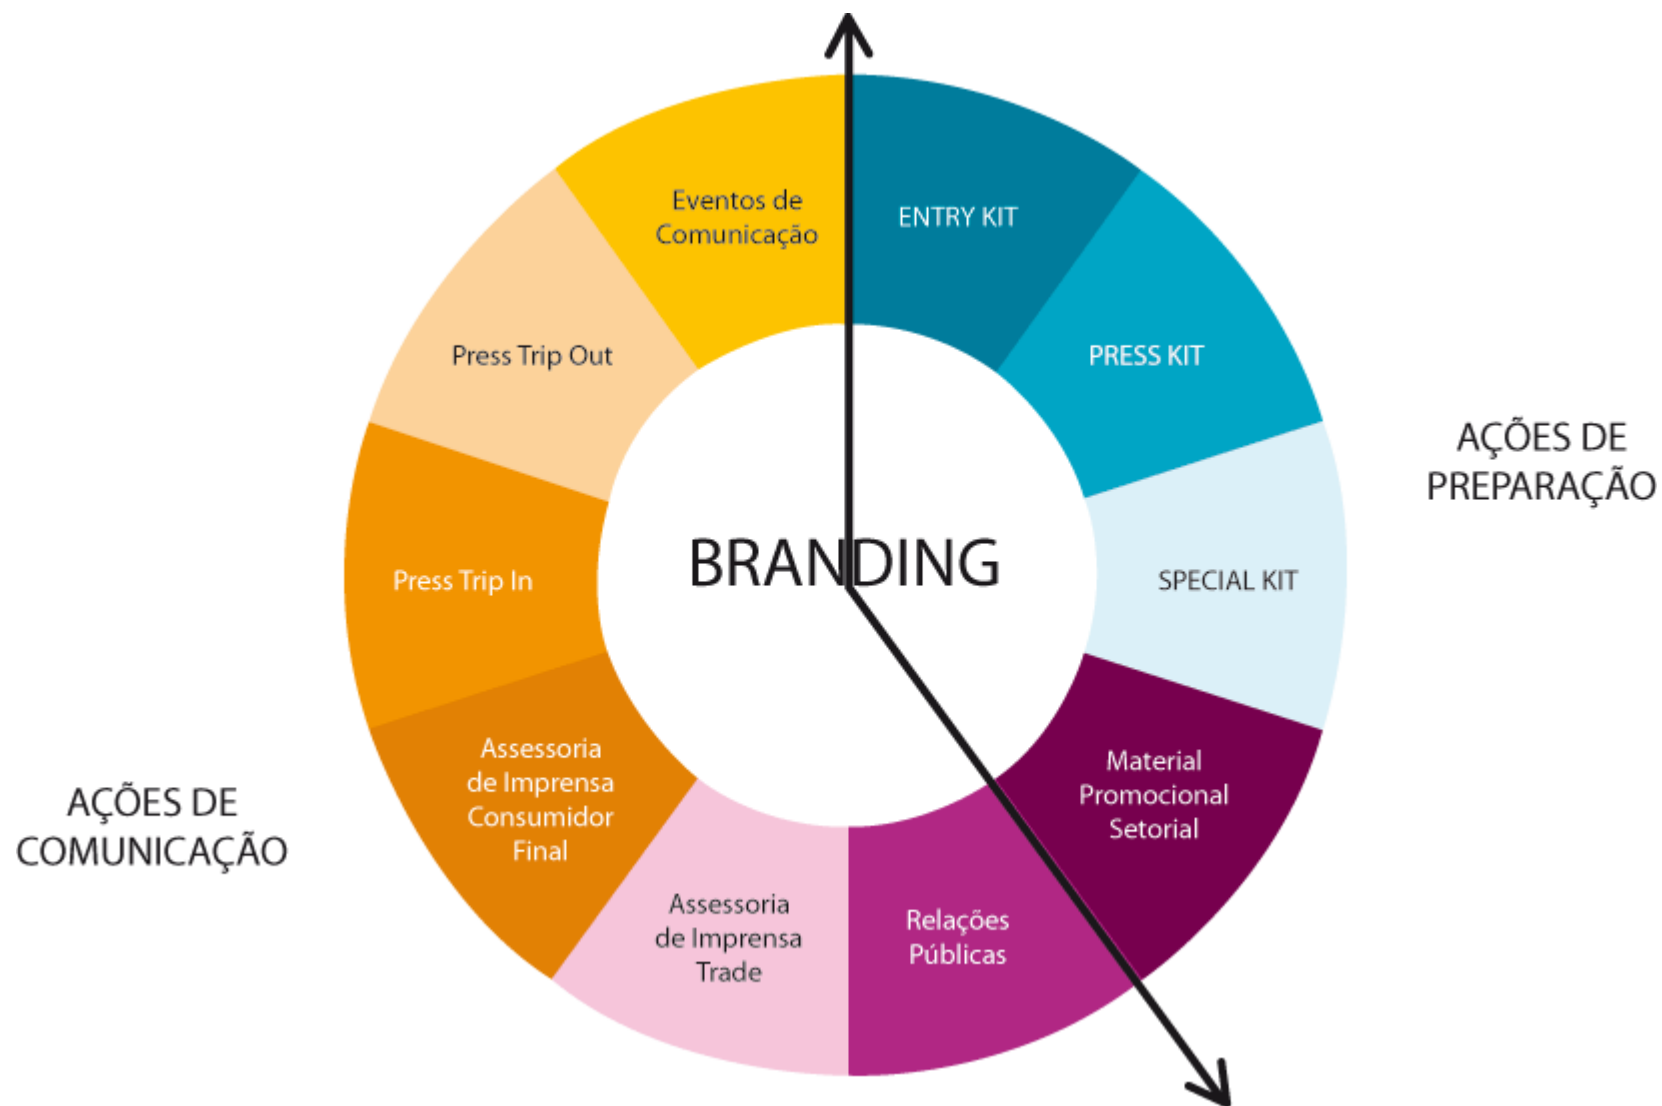 Eventos de
Comunicação
ENTRY KIT
Press Trip Out
PRESS KIT
AÇÕES DE
PREPARAÇÃO
BRANDING
Press Trip In
SPECIAL KIT
Assessoria
de Imprensa
Consumidor
Final
Material
Promocional
Setorial
AÇÕES DE
COMUNICAÇÃO
Assessoria
de Imprensa
Trade
Relações
Públicas